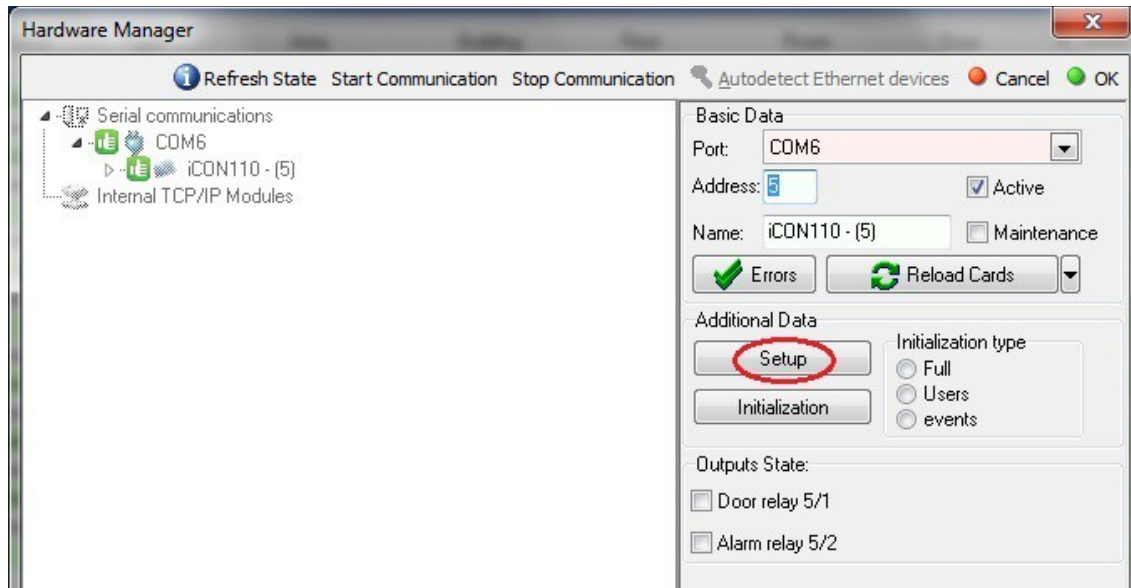 Hardware Manager
Refresh State Start Communication Stop Communication Autodetect Ethernet devices Cancel OK
Serial communications
COM6
iCON110 - (5)
Internal TCP/IP Modules
Basic Data
Port: COM6
Address: 5 Active
Name: iCON110 - (5) Maintenance
Errors Reload Cards
Additional Data
Setup
Initialization
Initialization type
Full
Users
events
Outputs State:
Door relay 5/1
Alarm relay 5/2